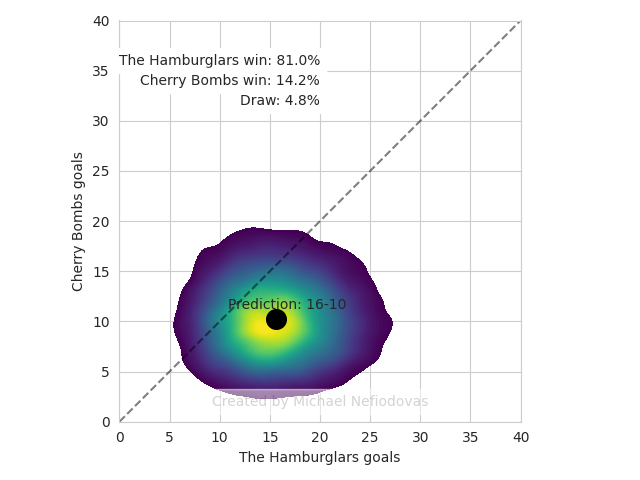 40
35
30
25
20
15
10
5
0
Cherry Bombs goals
The Hamburglars win: 81.0%
Cherry Bombs win: 14.2%
Draw: 4.8%
Prediction: 16-10
Created by Michael Nefiodovas
0 5 10 15 20 25 30 35 40
The Hamburglars goals